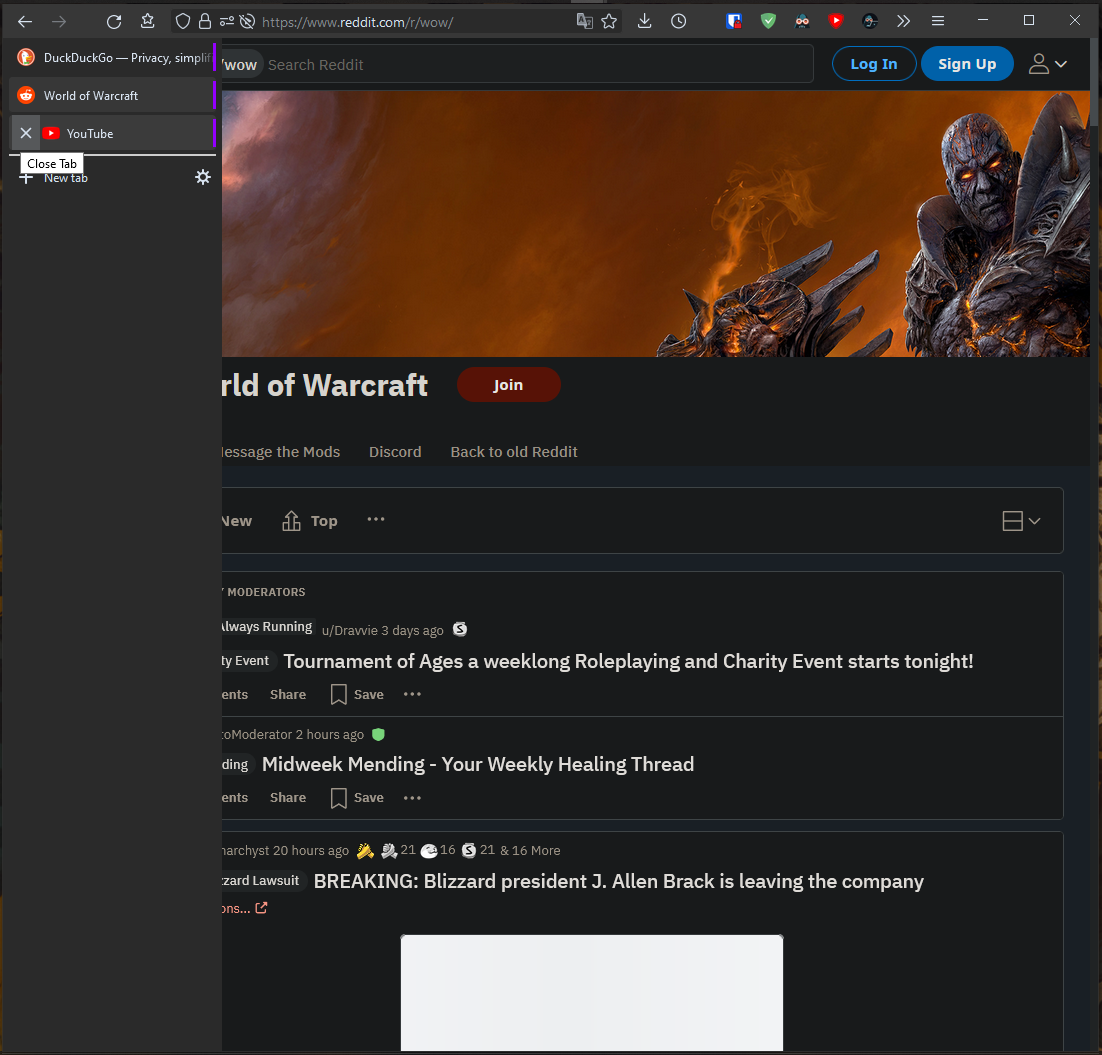 https://www.reddit.com/r/wow/
DuckDuckGo — Privacy, simplif
World of Warcraft
YouTube
Close Tab
New tab
/wow Search Reddit
Log In
Sign Up
rld of Warcraft
Join
essage the Mods Discord Back to old Reddit
New Top ...
MODERATORS
Always Running u/Dravvie 3 days ago S
ty Event Tournament of Ages a weeklong Roleplaying and Charity Event starts tonight!
ents Share Save ...
oModerator 2 hours ago
ding Midweek Mending - Your Weekly Healing Thread
ents Share Save ...
narchyst 20 hours ago 21 16 S 21 & 16 More
zzard Lawsuit BREAKING: Blizzard president J. Allen Brack is leaving the company
ons...